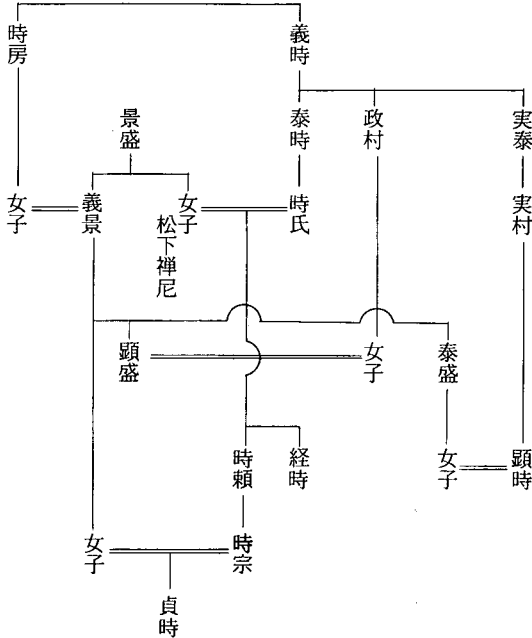 義時
時房
実泰
政村
泰時
景盛
実村
時氏
女子
松下禅尼
義景
女子
泰盛
女子
顕盛
顕時
女子
経時
時頼
時宗
女子
貞時